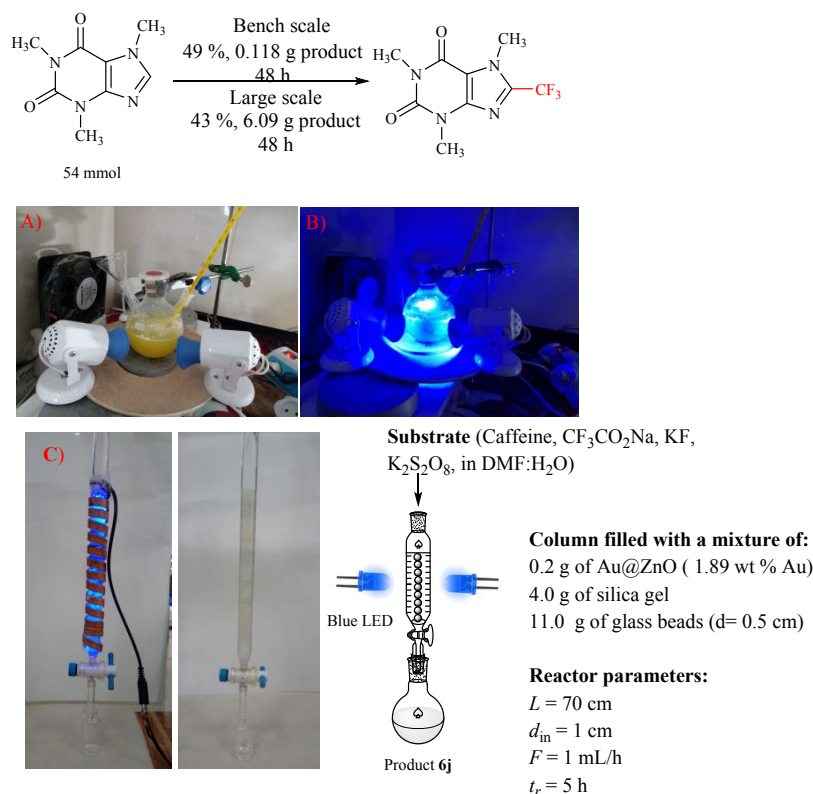 O
CH₃
H₃C
N
N
O
N
N
CH₃
54 mmol
Bench scale
49 %, 0.118 g product
48 h
Large scale
43 %, 6.09 g product
48 h
O
CH₃
H₃C
N
N
CF₃
O
N
N
CH₃
A)
B)
C)
Substrate (Caffeine, CF₃CO₂Na, KF,
K₂S₂O₈, in DMF:H₂O)
Blue LED
Product 6j
Column filled with a mixture of:
0.2 g of Au@ZnO ( 1.89 wt % Au)
4.0 g of silica gel
11.0 g of glass beads (d= 0.5 cm)
Reactor parameters:
L = 70 cm
dᵢₙ = 1 cm
F = 1 mL/h
tᵣ = 5 h